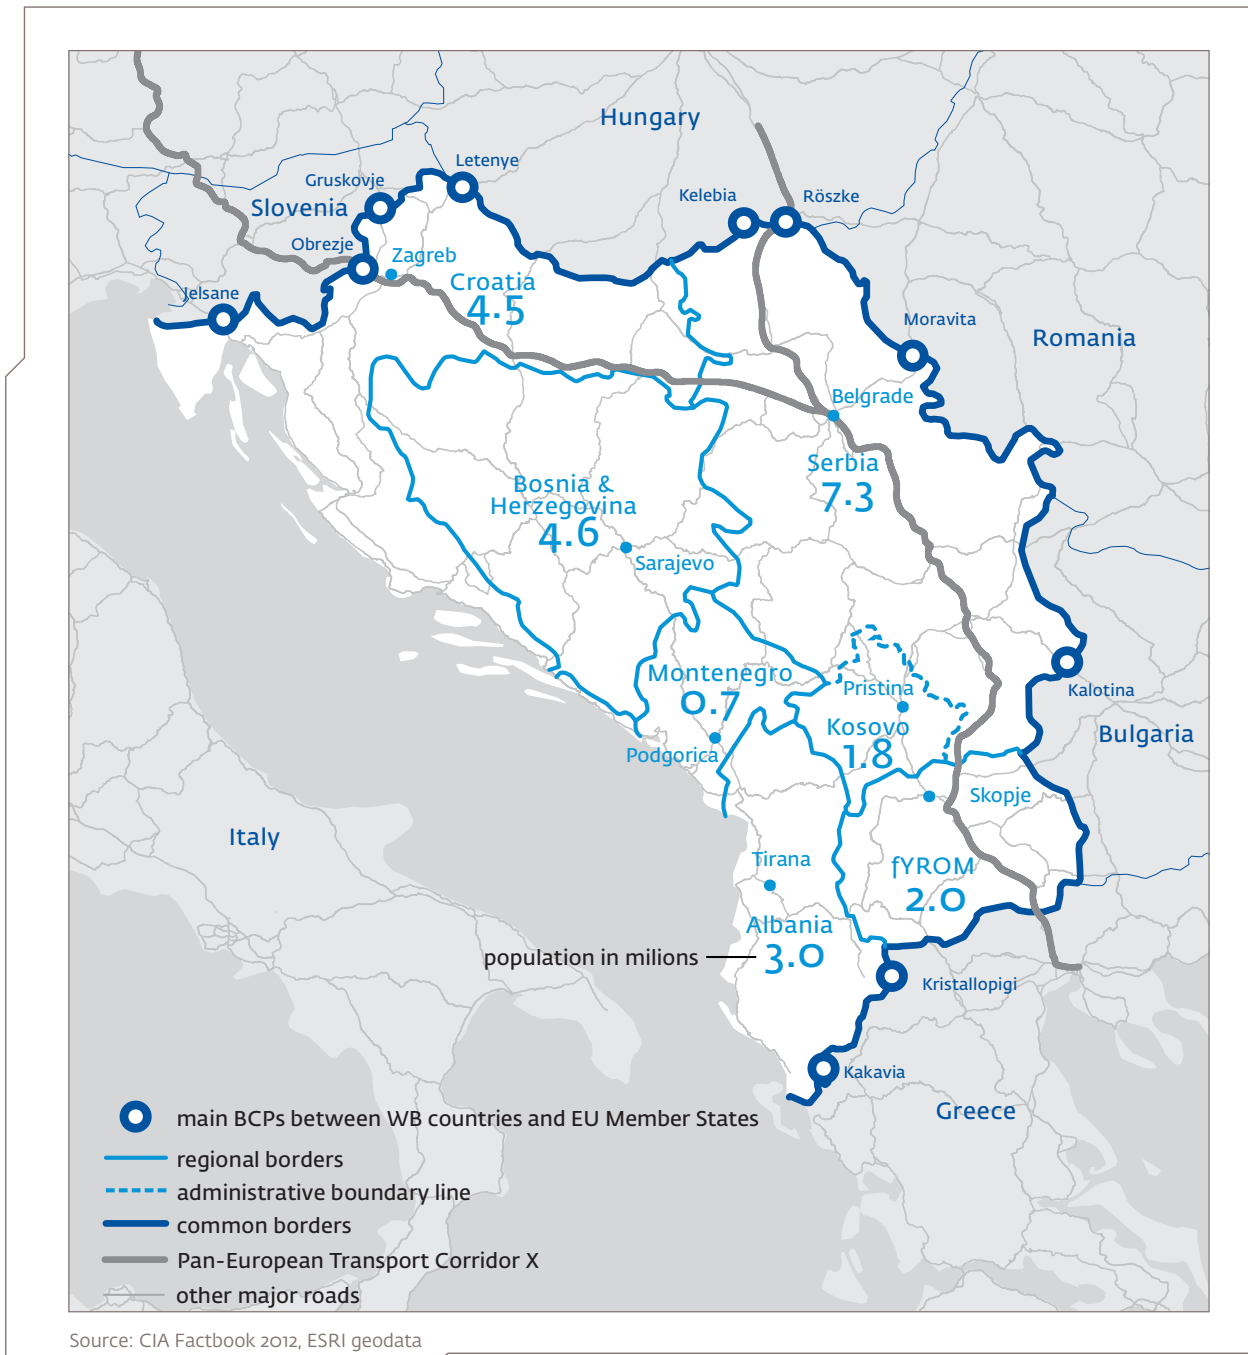 Hungary
Letenye
Gruskovje
Slovenia
Kelebia
Röszke
Obrezje
Zagreb
Croatia
4.5
Jelsane
Moravita
Romania
Belgrade
Serbia
7.3
Bosnia &
Herzegovina
4.6
Sarajevo
Montenegro
0.7
Pristina
Kalotina
Kosovo
1.8
Bulgaria
Podgorica
Skopje
Italy
Tirana
fYROM
2.0
Albania
3.0
population in milions
Kristallopigi
Kakavia
Greece
main BCPs between WB countries and EU Member States
regional borders
administrative boundary line
common borders
Pan-European Transport Corridor X
other major roads
Source: CIA Factbook 2012, ESRI geodata